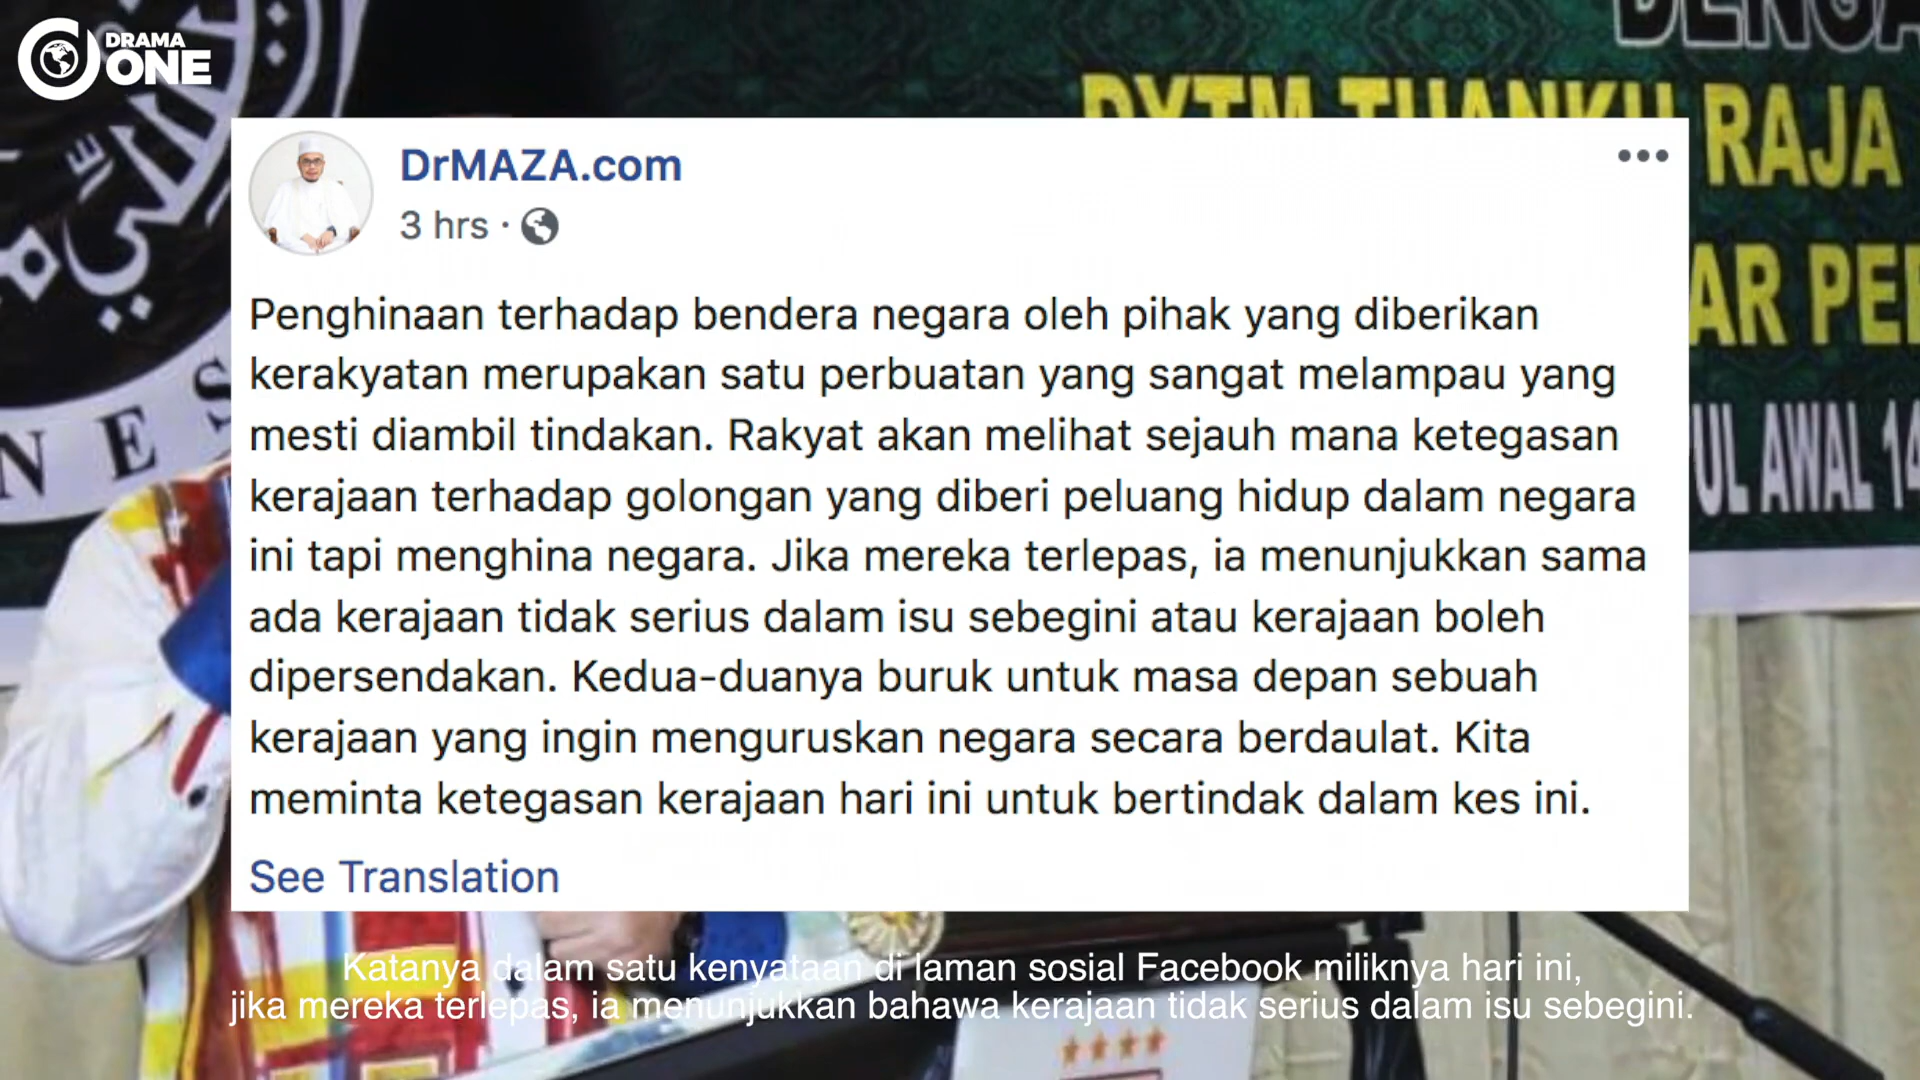 DRAMA
ONE
DYTM TUANKU RAJA
AR
UL AWAL 14
N E S
DrMAZA.com
3 hrs ·
Penghinaan terhadap bendera negara oleh pihak yang diberikan
kerakyatan merupakan satu perbuatan yang sangat melampau yang
mesti diambil tindakan. Rakyat akan melihat sejauh mana ketegasan
kerajaan terhadap golongan yang diberi peluang hidup dalam negara
ini tapi menghina negara. Jika mereka terlepas, ia menunjukkan sama
ada kerajaan tidak serius dalam isu sebegini atau kerajaan boleh
dipersendakan. Kedua-duanya buruk untuk masa depan sebuah
kerajaan yang ingin menguruskan negara secara berdaulat. Kita
meminta ketegasan kerajaan hari ini untuk bertindak dalam kes ini.
See Translation
Katanya dalam satu kenyataan di laman sosial Facebook miliknya hari ini,
jika mereka terlepas, ia menunjukkan bahawa kerajaan tidak serius dalam isu sebegini.